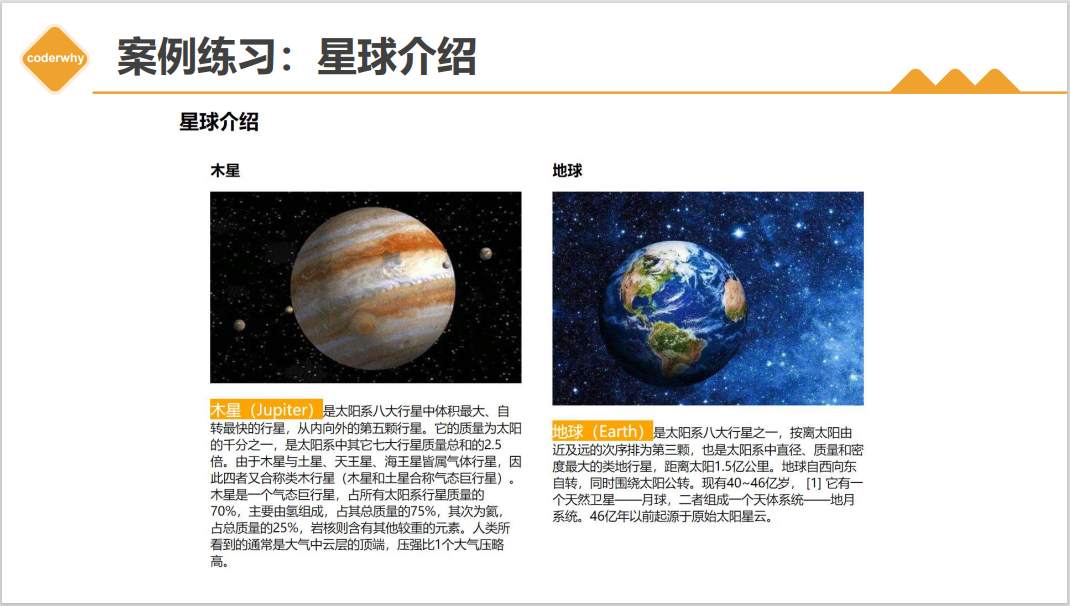 coderwhy
案例练习：星球介绍
星球介绍
木星
木星（Jupiter）是太阳系八大行星中体积最大、自
转最快的行星，从内向外的第五颗行星。它的质量为太阳
的千分之一，是太阳系中其它七大行星质量总和的2.5
倍。由于木星与土星、天王星、海王星皆属气体行星，因
此四者又合称类木行星（木星和土星合称气态巨行星）。
木星是一个气态巨行星，占所有太阳系行星质量的
70%，主要由氢组成，占其总质量的75%，其次为氦，
占总质量的25%，岩核则含有其他较重的元素。人类所
看到的通常是大气中云层的顶端，压强比1个大气压略
高。
地球
地球（Earth）是太阳系八大行星之一，按离太阳由
近及远的次序排为第三颗，也是太阳系中直径、质量和密
度最大的类地行星，距离太阳1.5亿公里。地球自西向东
自转，同时围绕太阳公转。现有40~46亿岁， [1] 它有一
个天然卫星——月球，二者组成一个天体系统——地月
系统。46亿年以前起源于原始太阳星云。